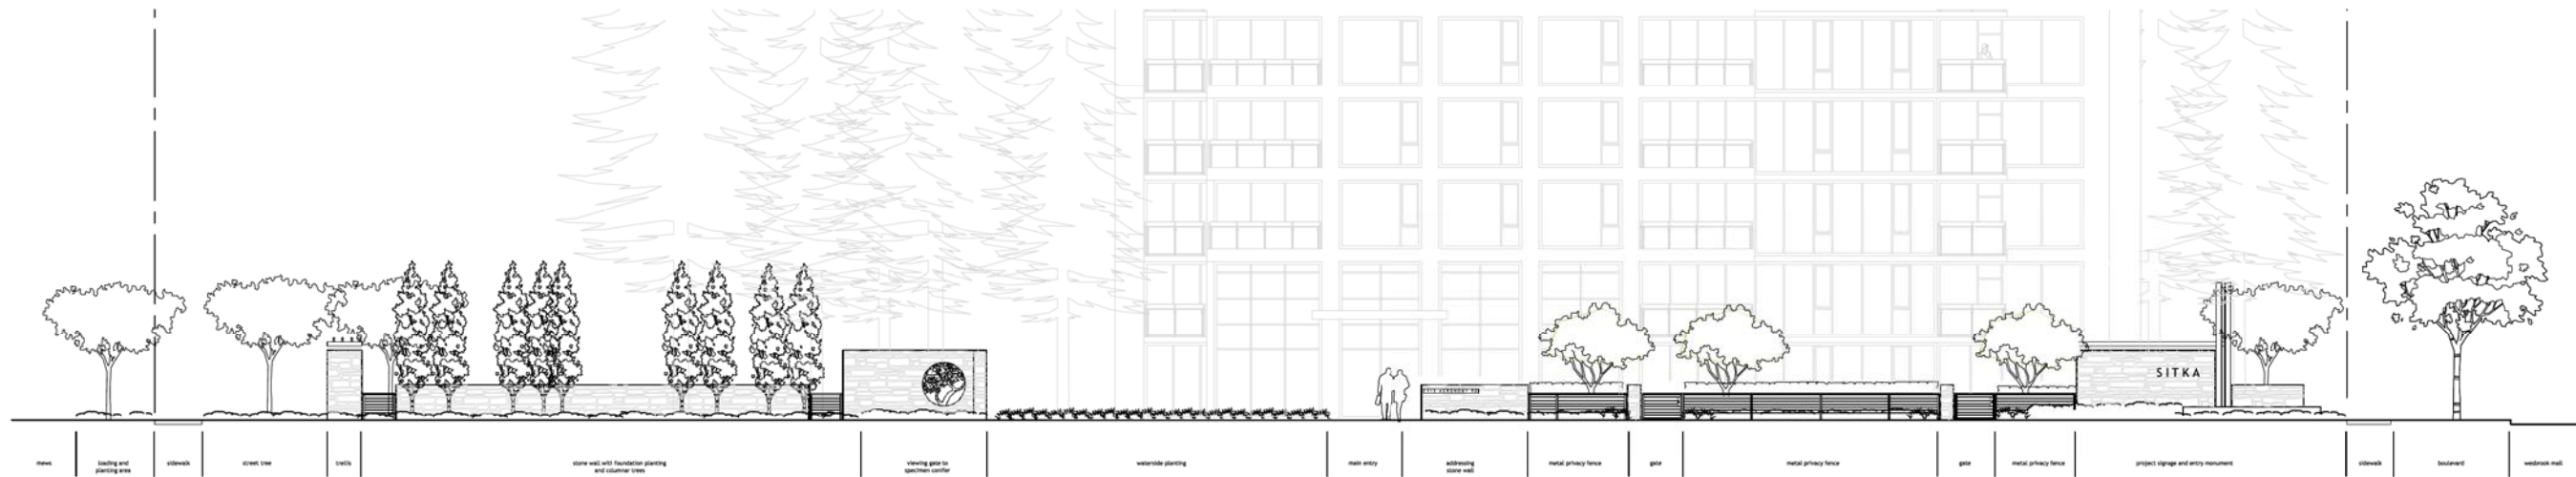 SITKA
mews
loading and
planting area
sidewalk
street tree
trellis
stone wall with foundation planting
and columnar trees
viewing gate to
specimen conifer
waterside planting
main entry
addressing
stone wall
metal privacy fence
gate
metal privacy fence
gate
metal privacy fence
project signage and entry monument
sidewalk
boulevard
wesbrook mall